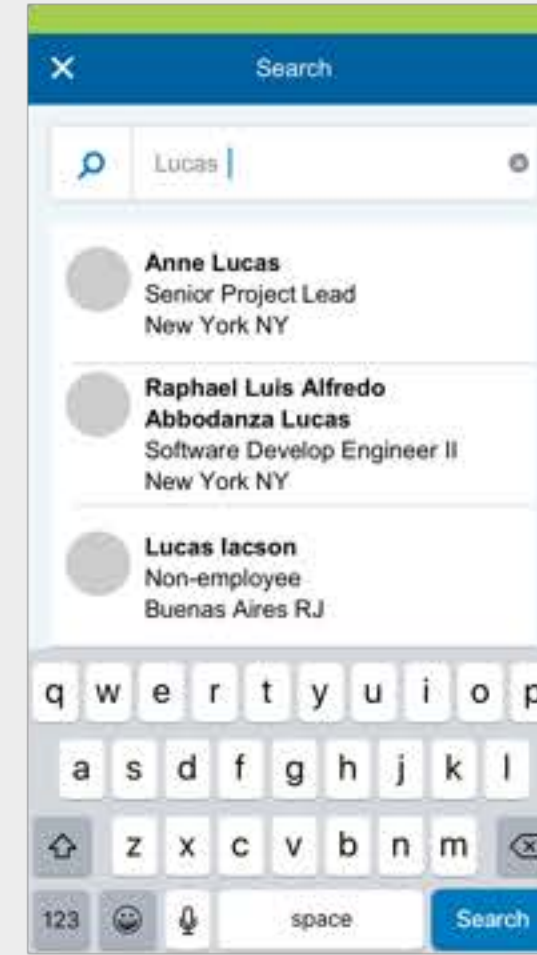 Search
Lucas
Anne Lucas
Senior Project Lead
New York NY
Raphael Luis Alfredo
Abbodanza Lucas
Software Develop Engineer II
New York NY
Lucas Iacson
Non-employee
Buenas Aires RJ
q w e r t y u i o p
a s d f g h j k l
z x c v b n m
123 space Search